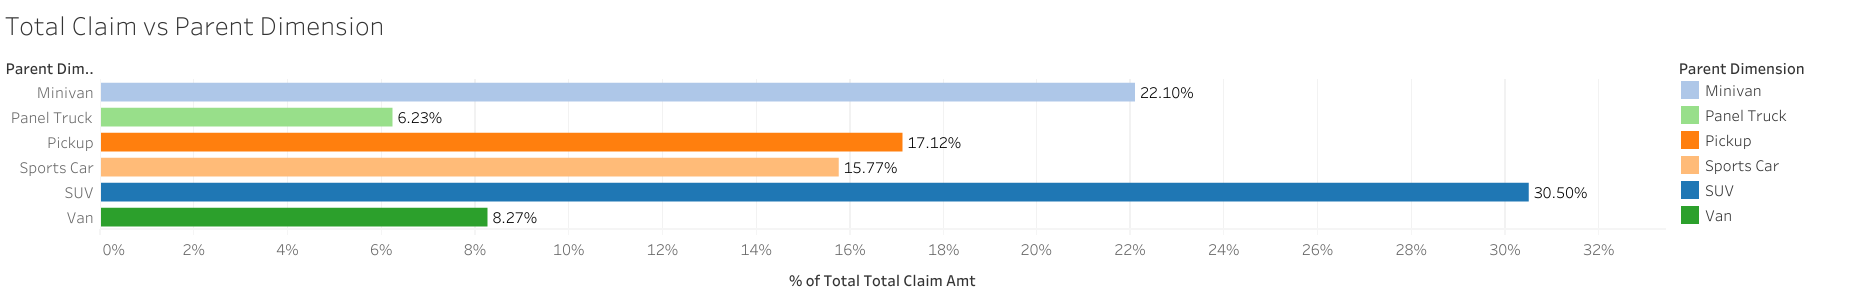 Total Claim vs Parent Dimension
Parent Dim..
Minivan 22.10%
Panel Truck 6.23%
Pickup 17.12%
Sports Car 15.77%
SUV 30.50%
Van 8.27%
0% 2% 4% 6% 8% 10% 12% 14% 16% 18% 20% 22% 24% 26% 28% 30% 32%
% of Total Total Claim Amt
Parent Dimension
Minivan
Panel Truck
Pickup
Sports Car
SUV
Van